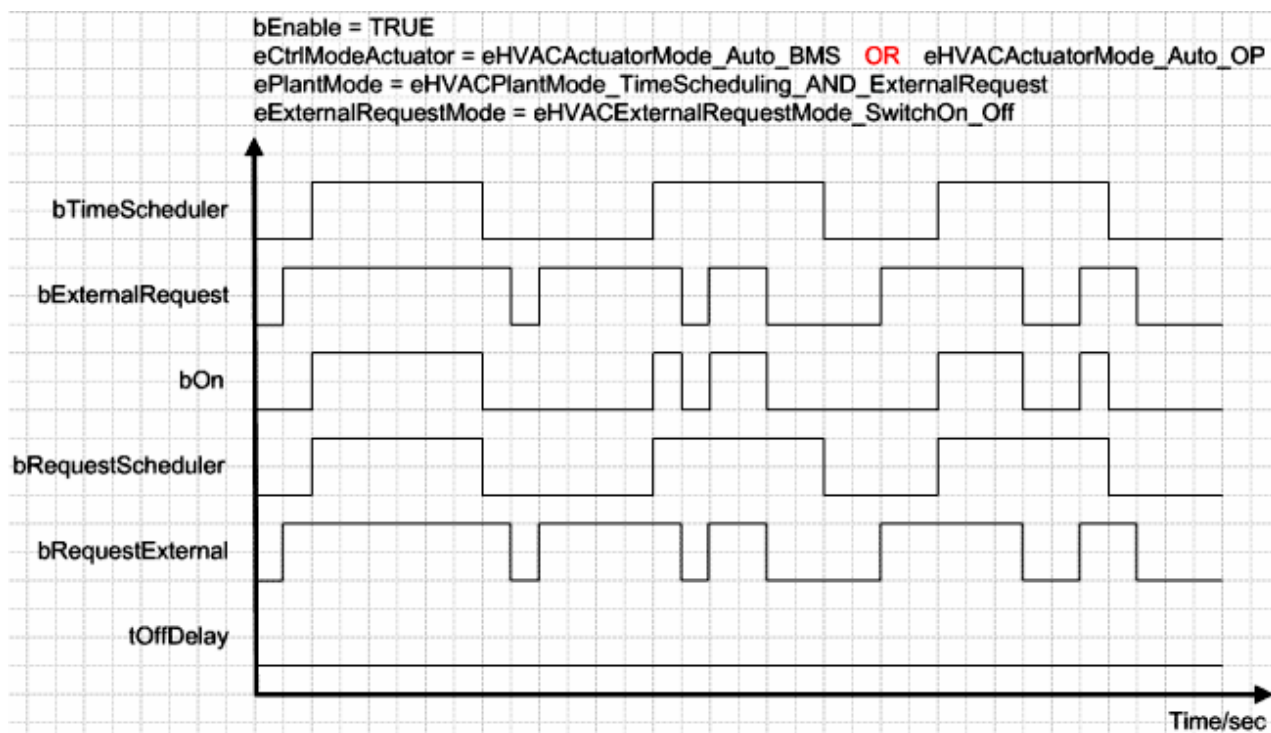 bEnable = TRUE
eCtrlModeActuator = eHVACActuatorMode_Auto_BMS OR eHVACActuatorMode_Auto_OP
ePlantMode = eHVACPlantMode_TimeScheduling_AND_ExternalRequest
eExternalRequestMode = eHVACExternalRequestMode_SwitchOn_Off
bTimeScheduler
bExternalRequest
bOn
bRequestScheduler
bRequestExternal
tOffDelay
Time/sec